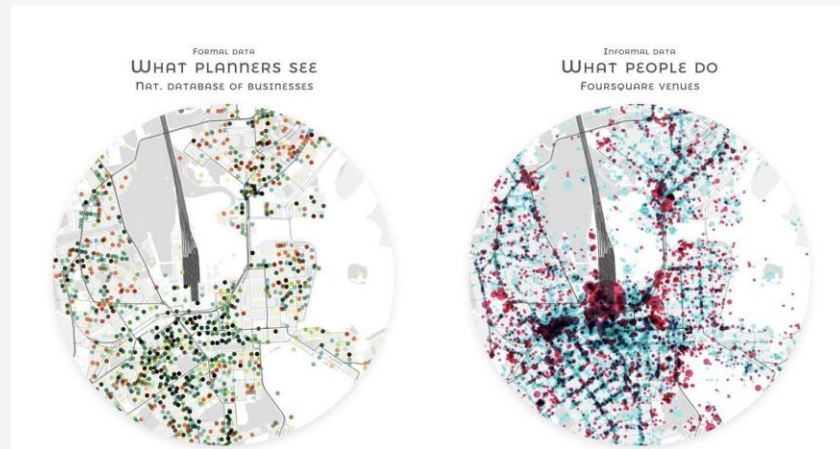 Formal data
What planners see
Nat. database of businesses
Informal data
What people do
Foursquare venues